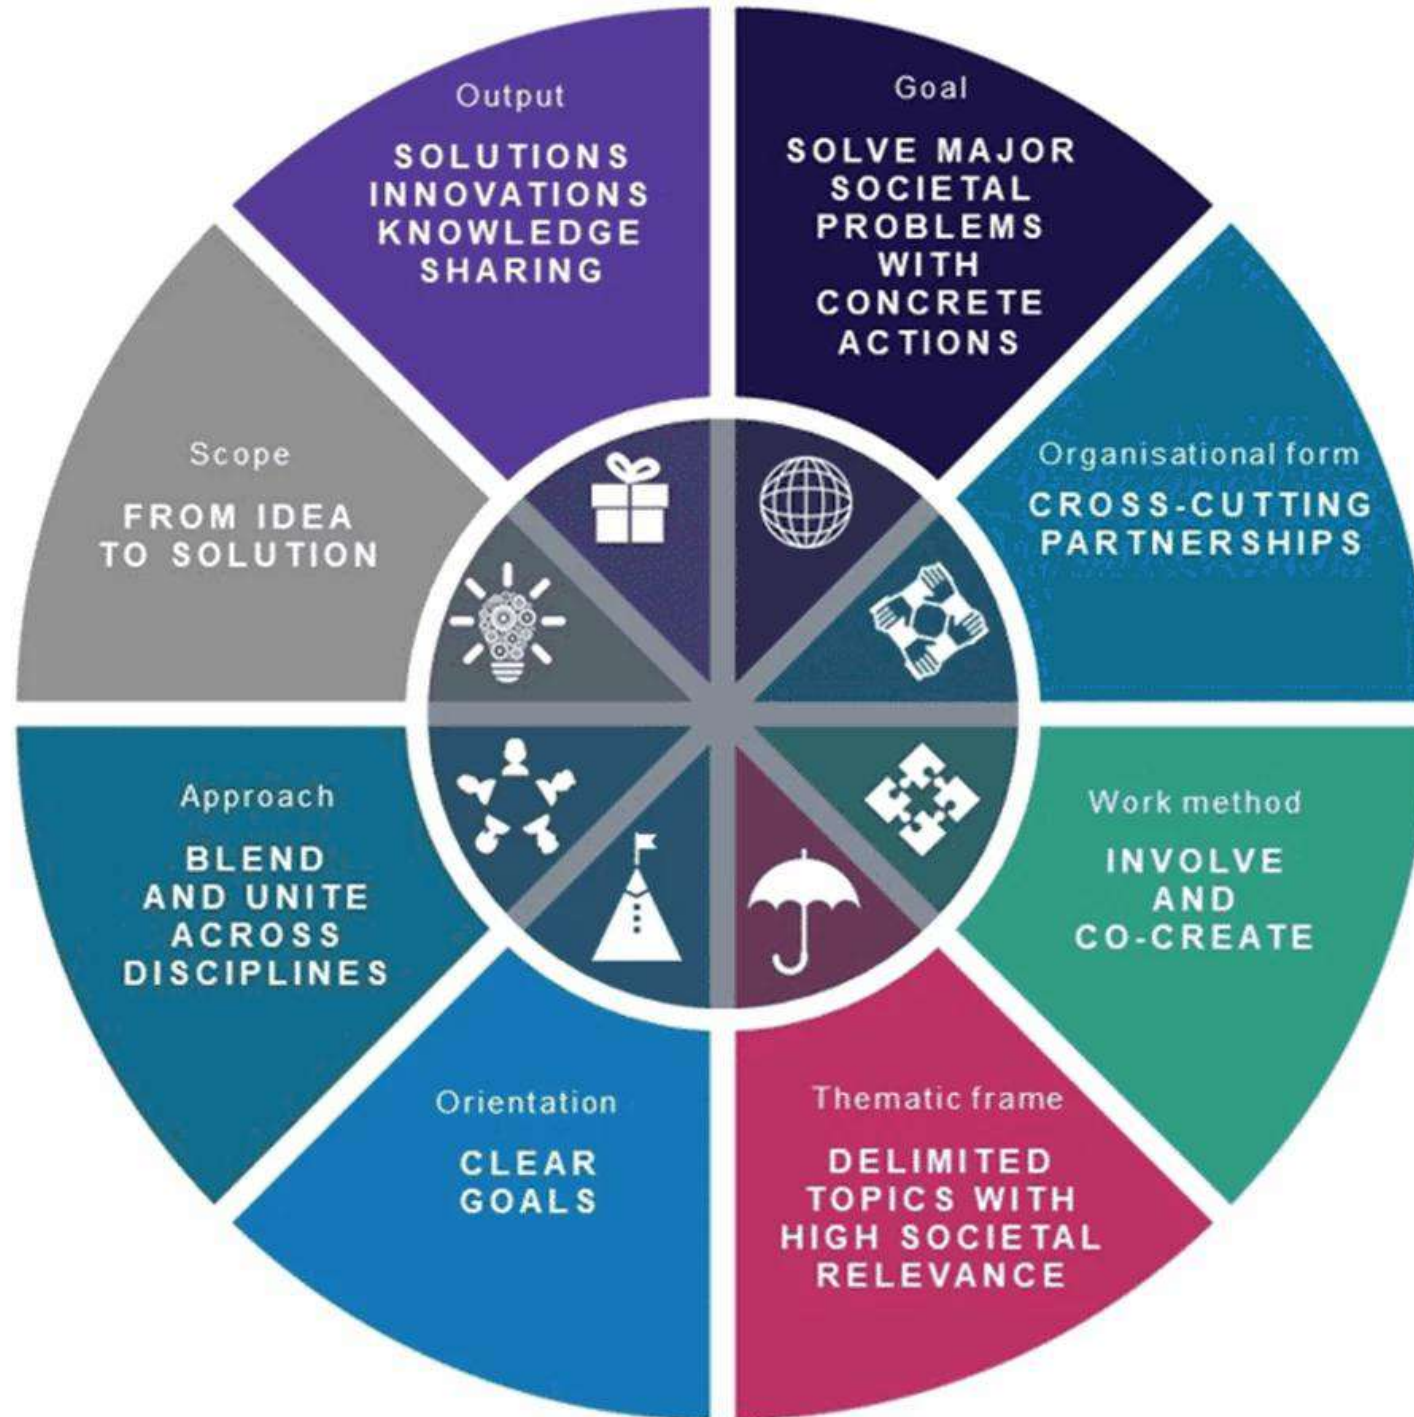 Output
SOLUTIONS
INNOVATIONS
KNOWLEDGE
SHARING
Goal
SOLVE MAJOR
SOCIETAL
PROBLEMS
WITH
CONCRETE
ACTIONS
Organisational form
CROSS-CUTTING
PARTNERSHIPS
Work method
INVOLVE
AND
CO-CREATE
Thematic frame
DELIMITED
TOPICS WITH
HIGH SOCIETAL
RELEVANCE
Orientation
CLEAR
GOALS
Approach
BLEND
AND UNITE
ACROSS
DISCIPLINES
Scope
FROM IDEA
TO SOLUTION